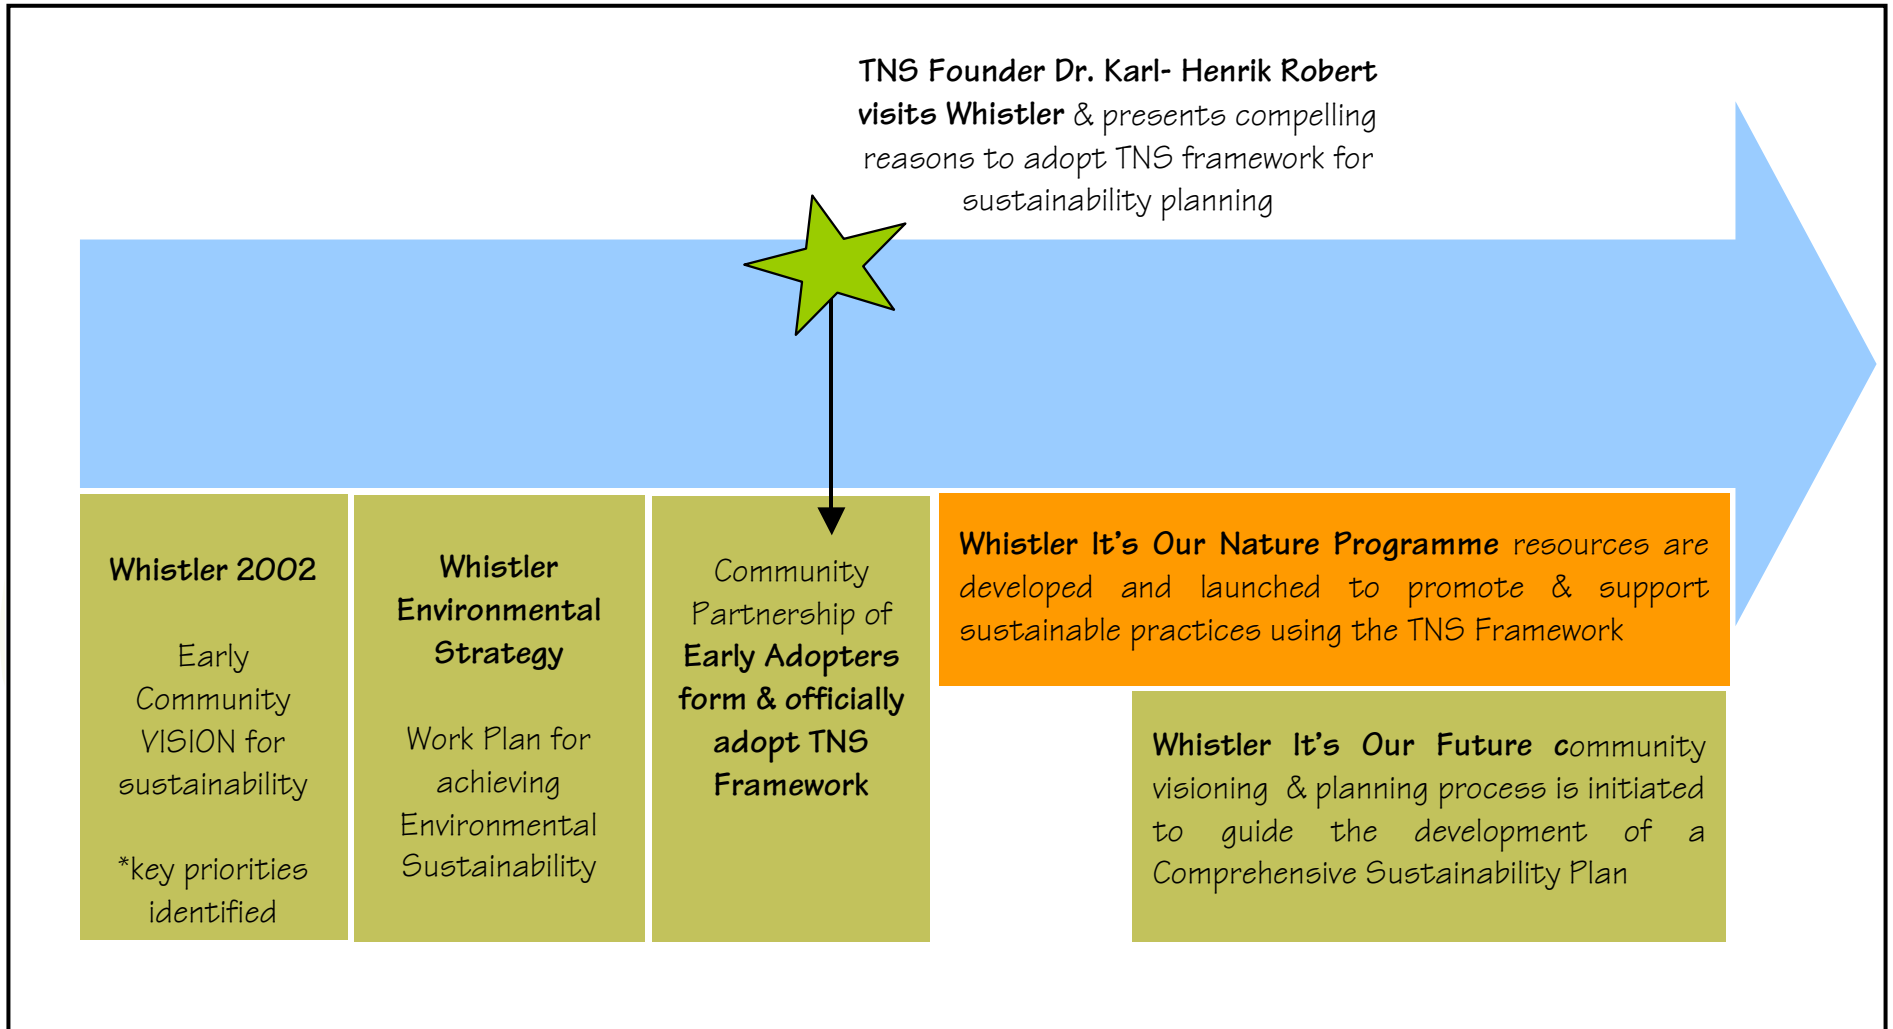 TNS Founder Dr. Karl- Henrik Robert
visits Whistler & presents compelling
reasons to adopt TNS framework for
sustainability planning
Whistler 2002
Early
Community
VISION for
sustainability
*key priorities
identified
Whistler
Environmental
Strategy
Work Plan for
achieving
Environmental
Sustainability
Community
Partnership of
Early Adopters
form & officially
adopt TNS
Framework
Whistler It's Our Nature Programme resources are
developed and launched to promote & support
sustainable practices using the TNS Framework
Whistler It's Our Future community
visioning & planning process is initiated
to guide the development of a
Comprehensive Sustainability Plan